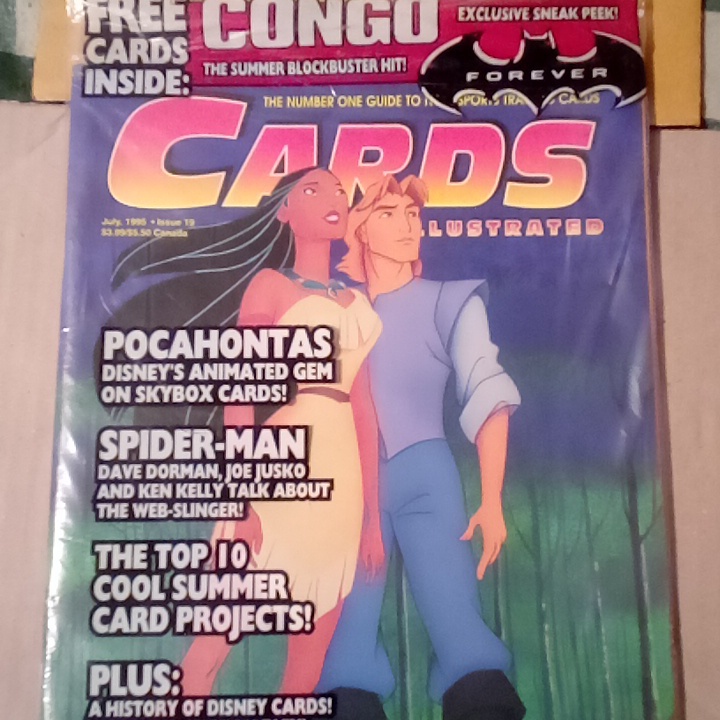 FREE
CARDS
INSIDE:
CONGO
THE SUMMER BLOCKBUSTER HIT!
EXCLUSIVE SNEAK PEEK!
FOREVER
THE NUMBER ONE GUIDE TO CARDS
CARDS
ILLUSTRATED
July, 1995 • Issue 19
$3.99/$5.50 Canada
POCAHONTAS
DISNEY'S ANIMATED GEM
ON SKYBOX CARDS!
SPIDER-MAN
DAVE DORMAN, JOE JUSKO
AND KEN KELLY TALK ABOUT
THE WEB-SLINGER!
THE TOP 10
COOL SUMMER
CARD PROJECTS!
PLUS:
A HISTORY OF DISNEY CARDS!